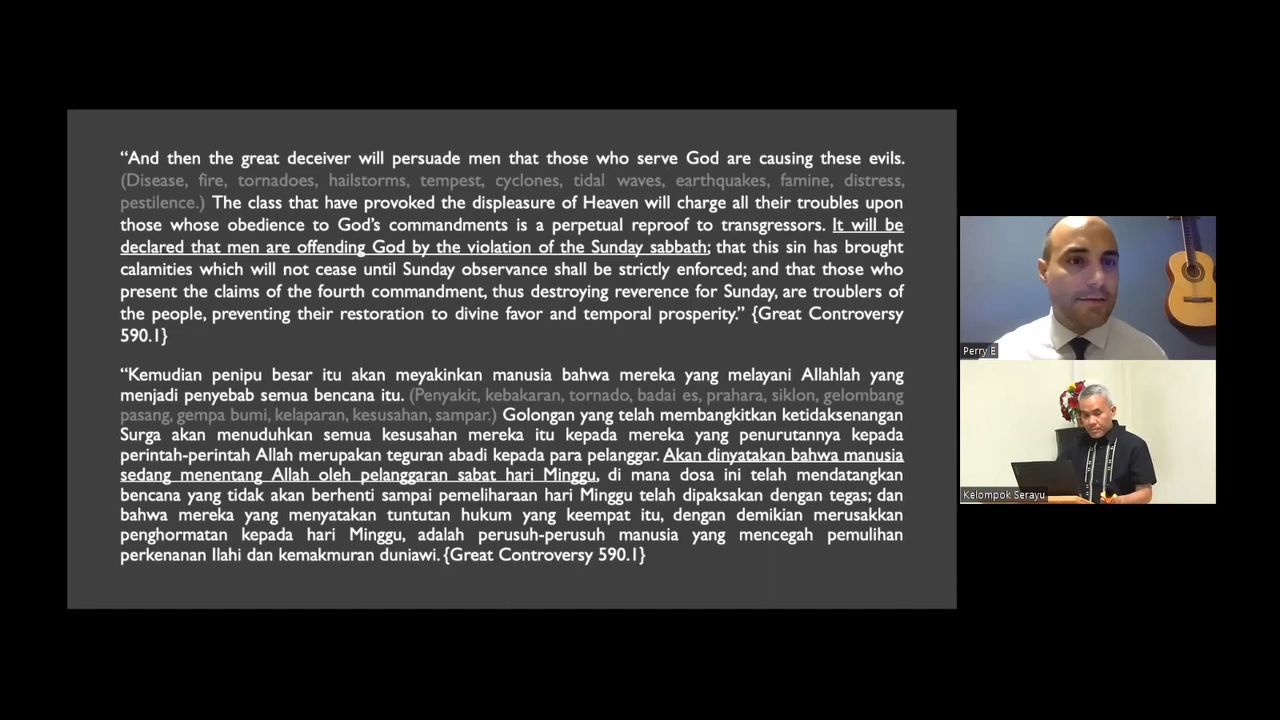 “And then the great deceiver will persuade men that those who serve God are causing these evils.
(Disease, fire, tornadoes, hailstorms, tempest, cyclones, tidal waves, earthquakes, famine, distress,
pestilence.) The class that have provoked the displeasure of Heaven will charge all their troubles upon
those whose obedience to God’s commandments is a perpetual reproof to transgressors. It will be
declared that men are offending God by the violation of the Sunday sabbath; that this sin has brought
calamities which will not cease until Sunday observance shall be strictly enforced; and that those who
present the claims of the fourth commandment, thus destroying reverence for Sunday, are troublers of
the people, preventing their restoration to divine favor and temporal prosperity.” {Great Controversy
590.1}
“Kemudian penipu besar itu akan meyakinkan manusia bahwa mereka yang melayani Allahlah yang
menjadi penyebab semua bencana itu. (Penyakit, kebakaran, tornado, badai es, prahara, siklon, gelombang
pasang, gempa bumi, kelaparan, kesusahan, sampar.) Golongan yang telah membangkitkan ketidaksenangan
Surga akan menuduhkan semua kesusahan mereka itu kepada mereka yang penurutannya kepada
perintah-perintah Allah merupakan teguran abadi kepada para pelanggar. Akan dinyatakan bahwa manusia
sedang menentang Allah oleh pelanggaran sabat hari Minggu, di mana dosa ini telah mendatangkan
bencana yang tidak akan berhenti sampai pemeliharaan hari Minggu telah dipaksakan dengan tegas; dan
bahwa mereka yang menyatakan tuntutan hukum yang keempat itu, dengan demikian merusakkan
penghormatan kepada hari Minggu, adalah perusuh-perusuh manusia yang mencegah pemulihan
perkenanan Ilahi dan kemakmuran duniawi. {Great Controversy 590.1}
Perry E
Kelompok Serayu